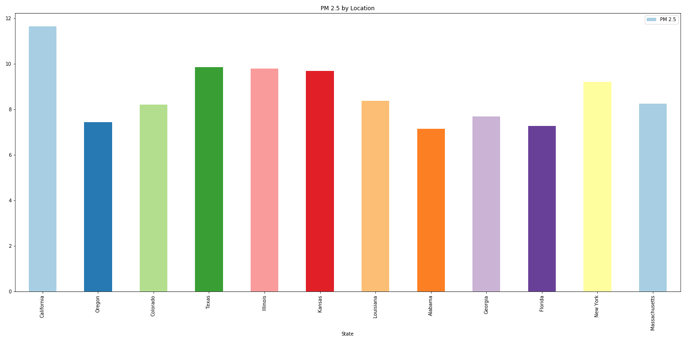 PM 2.5 by Location
PM 2.5
12
10
8
6
4
2
0
California
Oregon
Colorado
Texas
Illinois
Kansas
Louisiana
Alabama
Georgia
Florida
New York
Massachusetts
State